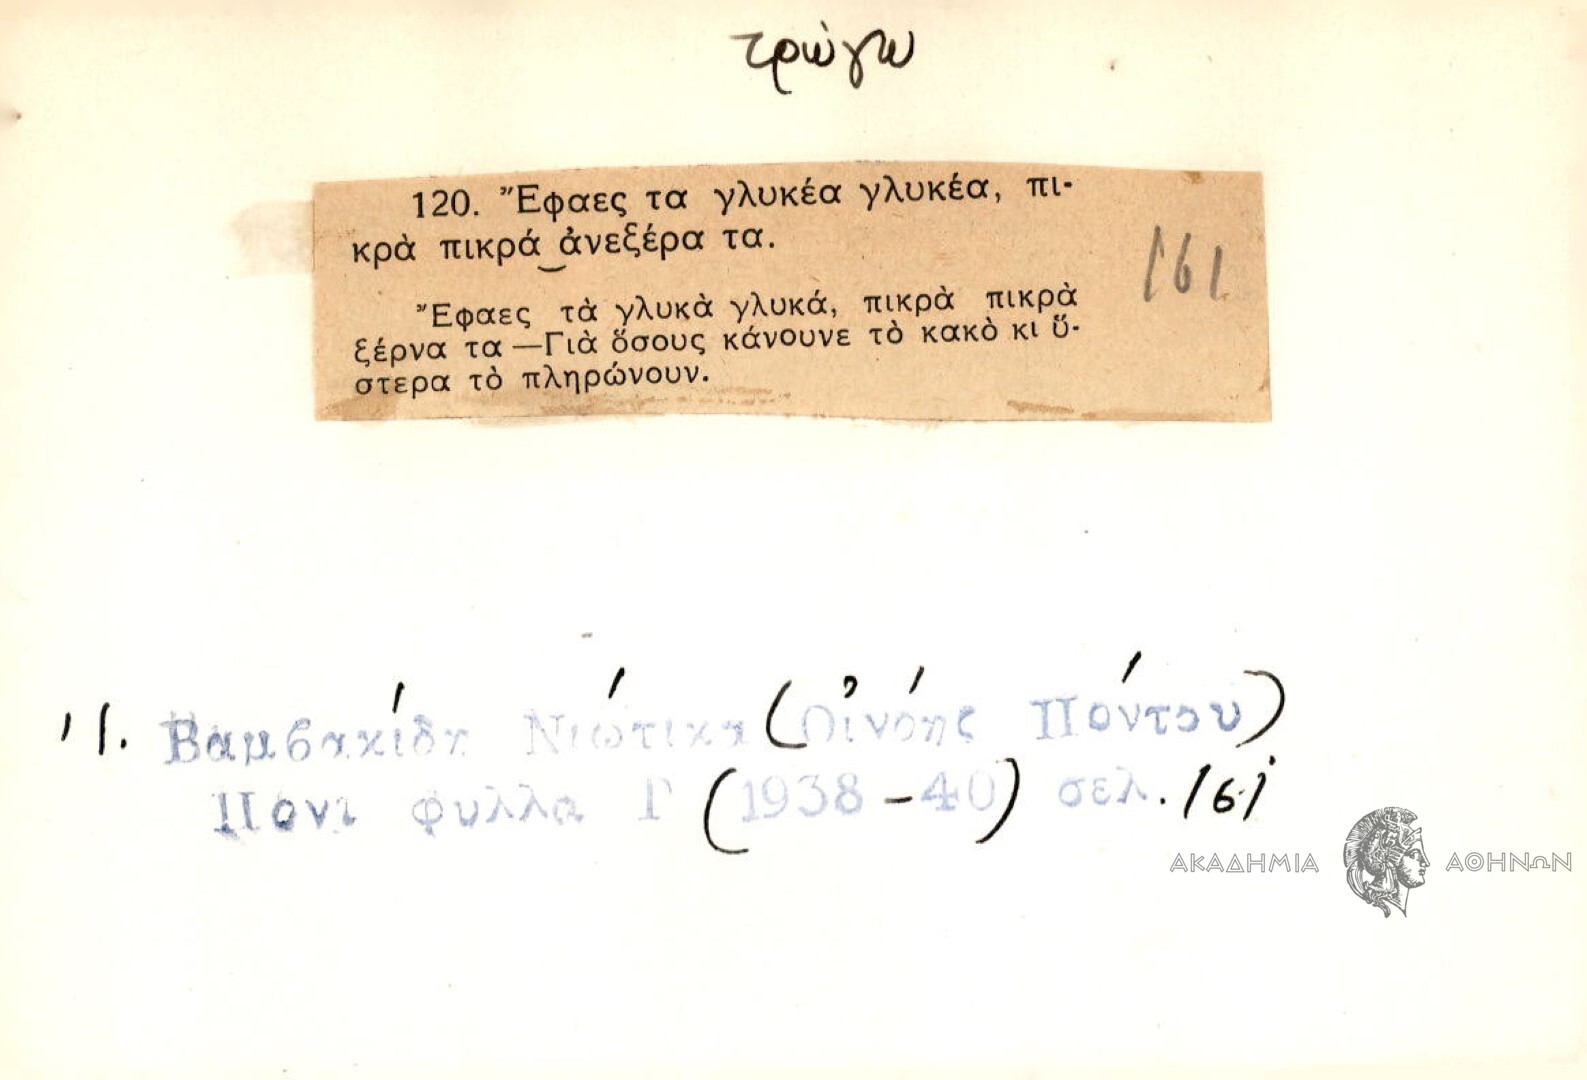 τρώγω
120. Ἔφαες τα γλυκέα γλυκέα, πι-
κρὰ πικρά‿ἀνεξέρα τα.
161
Ἔφαες τὰ γλυκὰ γλυκά, πικρὰ πικρὰ
ξέρνα τα —Γιὰ ὅσους κάνουνε τὸ κακὸ κι ὕ-
στερα τὸ πληρώνουν.
Ἰ. Βαμβακίδη Νιώτικα (Οἰνόης Πόντου)
Ποντ φυλλα Γ (1938-40) σελ. 161
ΑΚΑΔΗΜΙΑ ΑΘΗΝΩΝ